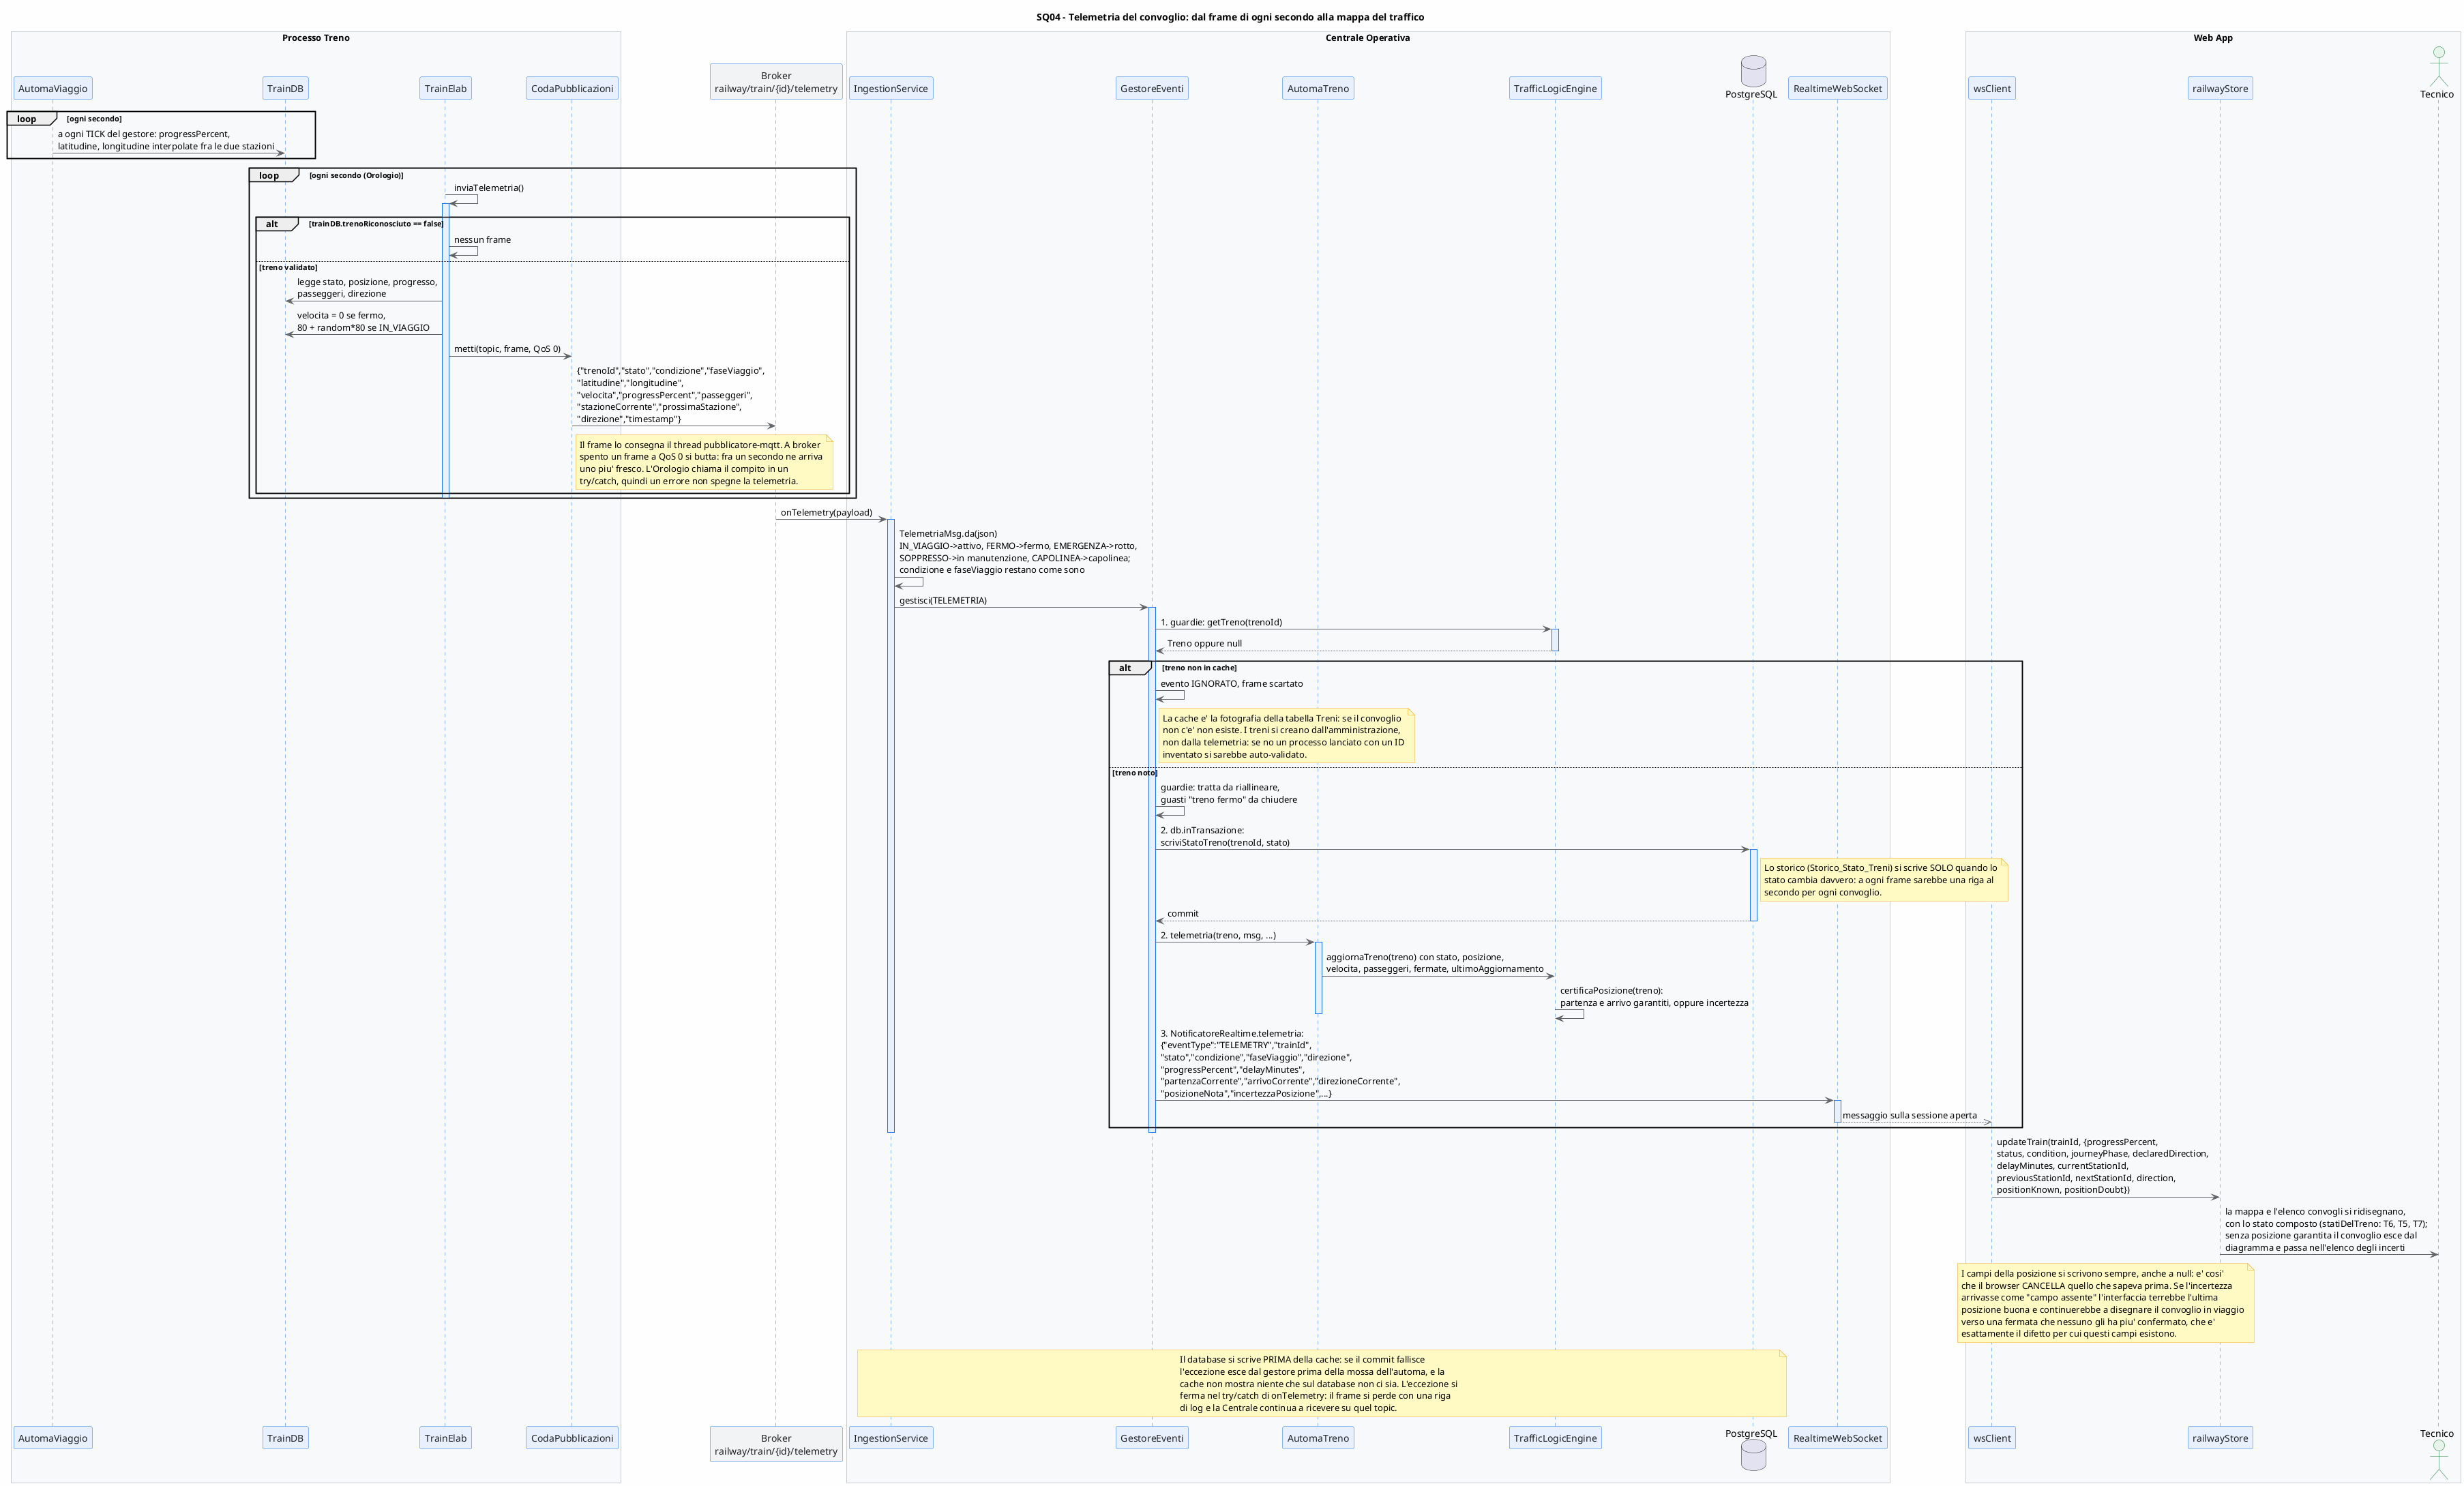 SQ04 - Telemetria del convoglio: dal frame di ogni secondo alla mappa del traffico
Processo Treno
Centrale Operativa
Web App
AutomaViaggio
TrainDB
TrainElab
CodaPubblicazioni
Broker
railway/train/{id}/telemetry
IngestionService
GestoreEventi
AutomaTreno
TrafficLogicEngine
PostgreSQL
RealtimeWebSocket
wsClient
railwayStore
Tecnico
loop
[ogni secondo]
a ogni TICK del gestore: progressPercent,
latitudine, longitudine interpolate fra le due stazioni
loop
[ogni secondo (Orologio)]
inviaTelemetria()
alt
[trainDB.trenoRiconosciuto == false]
nessun frame
[treno validato]
legge stato, posizione, progresso,
passeggeri, direzione
velocita = 0 se fermo,
80 + random*80 se IN_VIAGGIO
metti(topic, frame, QoS 0)
{"trenoId","stato","condizione","faseViaggio",
"latitudine","longitudine",
"velocita","progressPercent","passeggeri",
"stazioneCorrente","prossimaStazione",
"direzione","timestamp"}
Il frame lo consegna il thread pubblicatore-mqtt. A broker
spento un frame a QoS 0 si butta: fra un secondo ne arriva
uno piu' fresco. L'Orologio chiama il compito in un
try/catch, quindi un errore non spegne la telemetria.
onTelemetry(payload)
TelemetriaMsg.da(json)
IN_VIAGGIO->attivo, FERMO->fermo, EMERGENZA->rotto,
SOPPRESSO->in manutenzione, CAPOLINEA->capolinea;
condizione e faseViaggio restano come sono
gestisci(TELEMETRIA)
1. guardie: getTreno(trenoId)
Treno oppure null
alt
[treno non in cache]
evento IGNORATO, frame scartato
La cache e' la fotografia della tabella Treni: se il convoglio
non c'e' non esiste. I treni si creano dall'amministrazione,
non dalla telemetria: se no un processo lanciato con un ID
inventato si sarebbe auto-validato.
[treno noto]
guardie: tratta da riallineare,
guasti "treno fermo" da chiudere
2. db.inTransazione:
scriviStatoTreno(trenoId, stato)
Lo storico (Storico_Stato_Treni) si scrive SOLO quando lo
stato cambia davvero: a ogni frame sarebbe una riga al
secondo per ogni convoglio.
commit
2. telemetria(treno, msg, ...)
aggiornaTreno(treno) con stato, posizione,
velocita, passeggeri, fermate, ultimoAggiornamento
certificaPosizione(treno):
partenza e arrivo garantiti, oppure incertezza
3. NotificatoreRealtime.telemetria:
{"eventType":"TELEMETRY","trainId",
"stato","condizione","faseViaggio","direzione",
"progressPercent","delayMinutes",
"partenzaCorrente","arrivoCorrente","direzioneCorrente",
"posizioneNota","incertezzaPosizione",...}
messaggio sulla sessione aperta
updateTrain(trainId, {progressPercent,
status, condition, journeyPhase, declaredDirection,
delayMinutes, currentStationId,
previousStationId, nextStationId, direction,
positionKnown, positionDoubt})
la mappa e l'elenco convogli si ridisegnano,
con lo stato composto (statiDelTreno: T6, T5, T7);
senza posizione garantita il convoglio esce dal
diagramma e passa nell'elenco degli incerti
I campi della posizione si scrivono sempre, anche a null: e' cosi'
che il browser CANCELLA quello che sapeva prima. Se l'incertezza
arrivasse come "campo assente" l'interfaccia terrebbe l'ultima
posizione buona e continuerebbe a disegnare il convoglio in viaggio
verso una fermata che nessuno gli ha piu' confermato, che e'
esattamente il difetto per cui questi campi esistono.
Il database si scrive PRIMA della cache: se il commit fallisce
l'eccezione esce dal gestore prima della mossa dell'automa, e la
cache non mostra niente che sul database non ci sia. L'eccezione si
ferma nel try/catch di onTelemetry: il frame si perde con una riga
di log e la Centrale continua a ricevere su quel topic.
AutomaViaggio
TrainDB
TrainElab
CodaPubblicazioni
Broker
railway/train/{id}/telemetry
IngestionService
GestoreEventi
AutomaTreno
TrafficLogicEngine
PostgreSQL
RealtimeWebSocket
wsClient
railwayStore
Tecnico